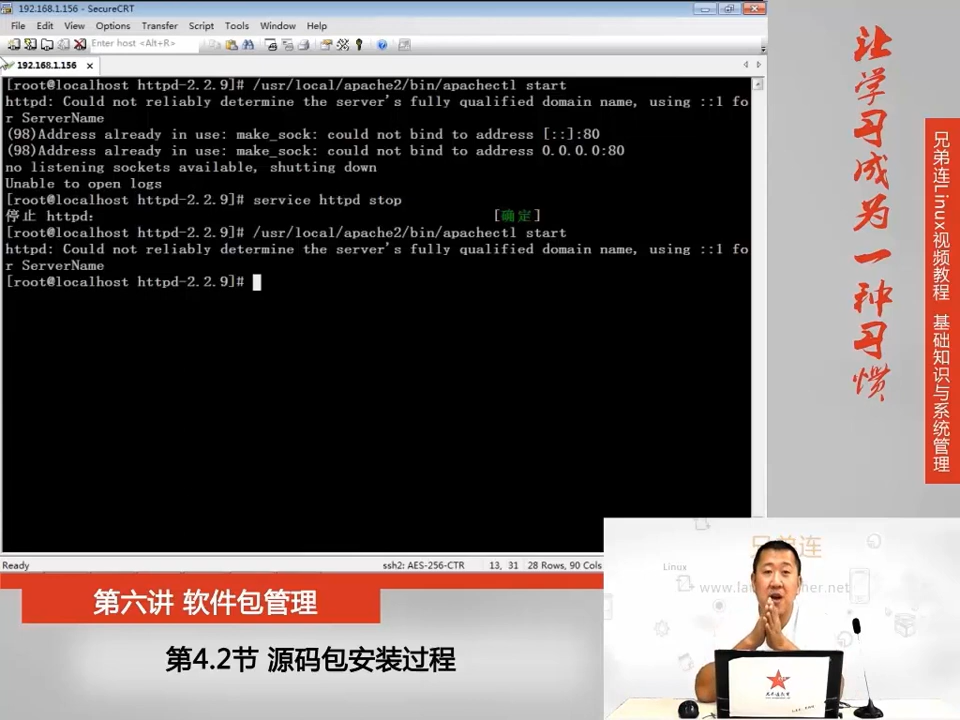 192.168.1.156 - SecureCRT
File Edit View Options Transfer Script Tools Window Help
Enter host <Alt+R>
192.168.1.156
[root@localhost httpd-2.2.9]# /usr/local/apache2/bin/apachectl start
httpd: Could not reliably determine the server's fully qualified domain name, using ::1 fo
r ServerName
(98)Address already in use: make_sock: could not bind to address [::]:80
(98)Address already in use: make_sock: could not bind to address 0.0.0.0:80
no listening sockets available, shutting down
Unable to open logs
[root@localhost httpd-2.2.9]# service httpd stop
停止 httpd: [确定]
[root@localhost httpd-2.2.9]# /usr/local/apache2/bin/apachectl start
httpd: Could not reliably determine the server's fully qualified domain name, using ::1 fo
r ServerName
[root@localhost httpd-2.2.9]#
Ready ssh2: AES-256-CTR 13, 31 28 Rows, 90 Cols
让学习成为一种习惯
兄弟连Linux视频教程 基础知识与系统管理
第六讲 软件包管理
第4.2节 源码包安装过程
兄弟连
Linux